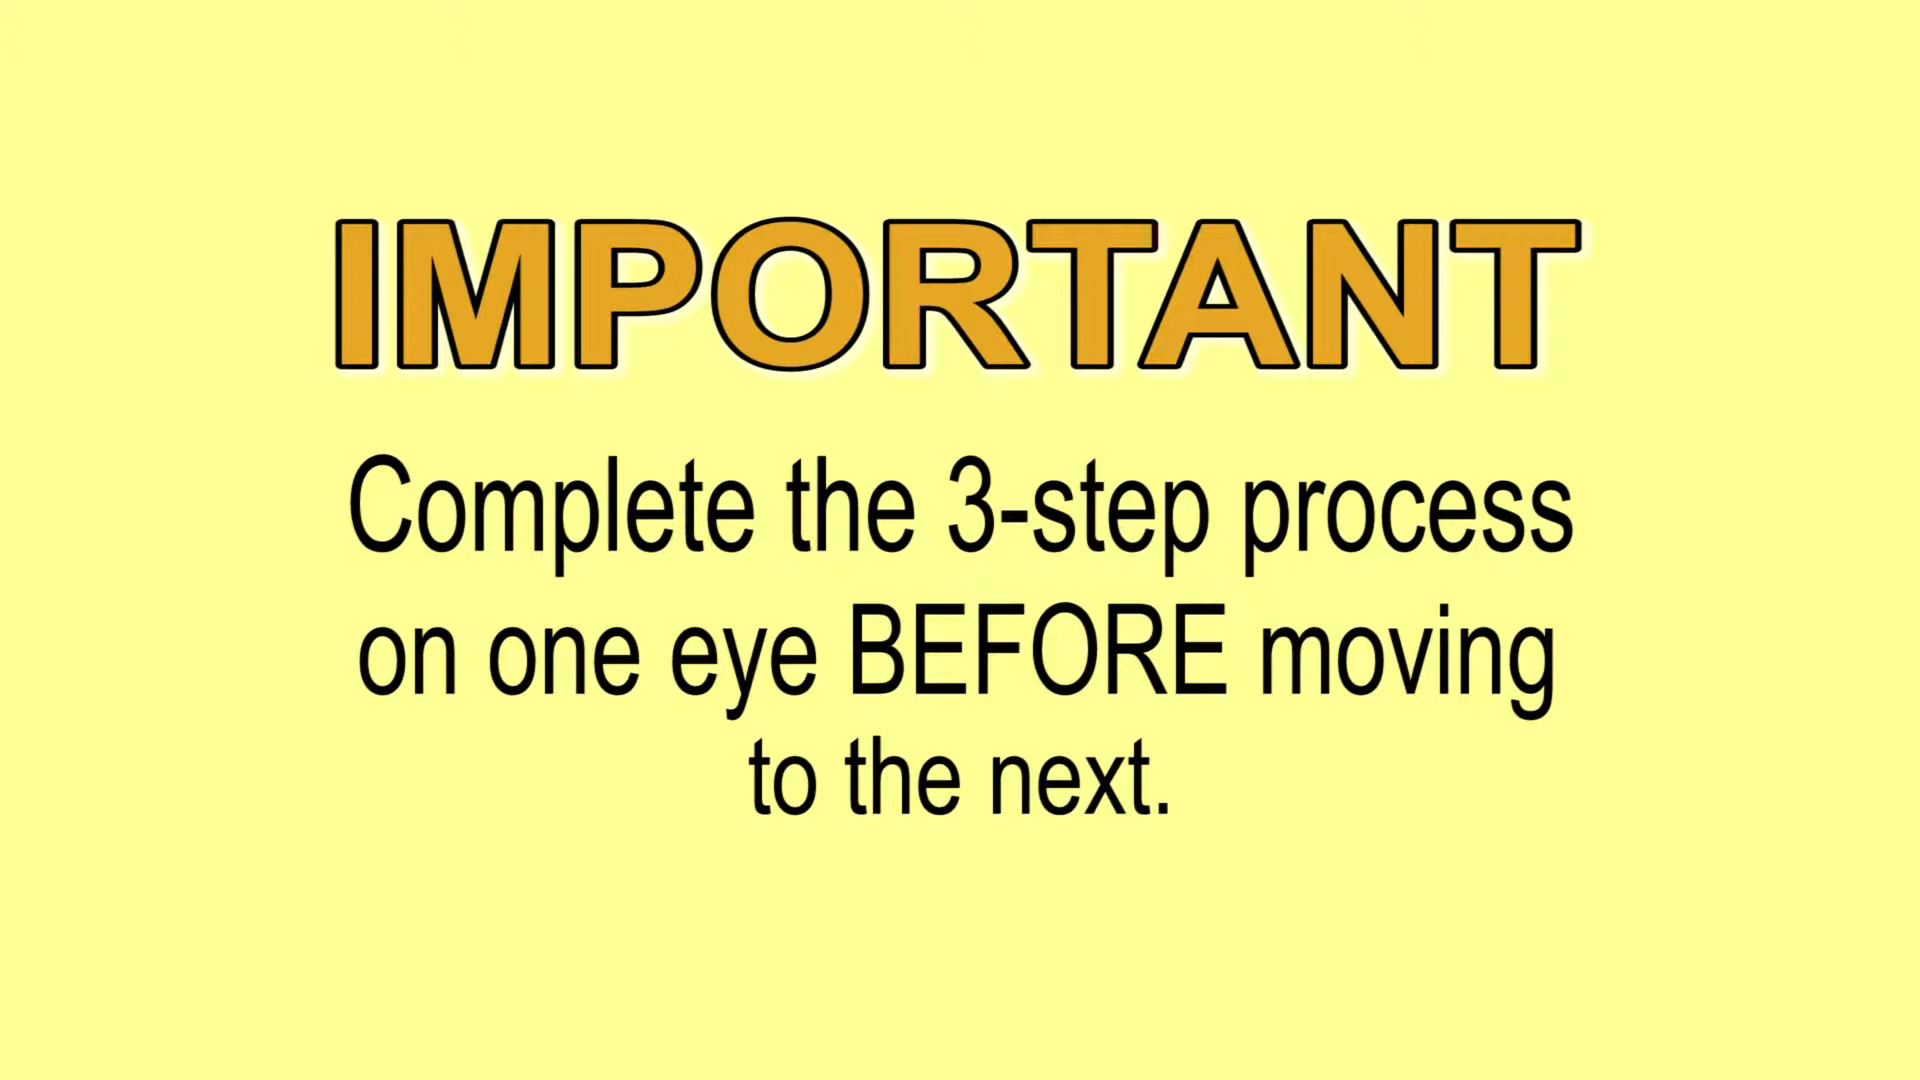 IMPORTANT
Complete the 3-step process
on one eye BEFORE moving
to the next.